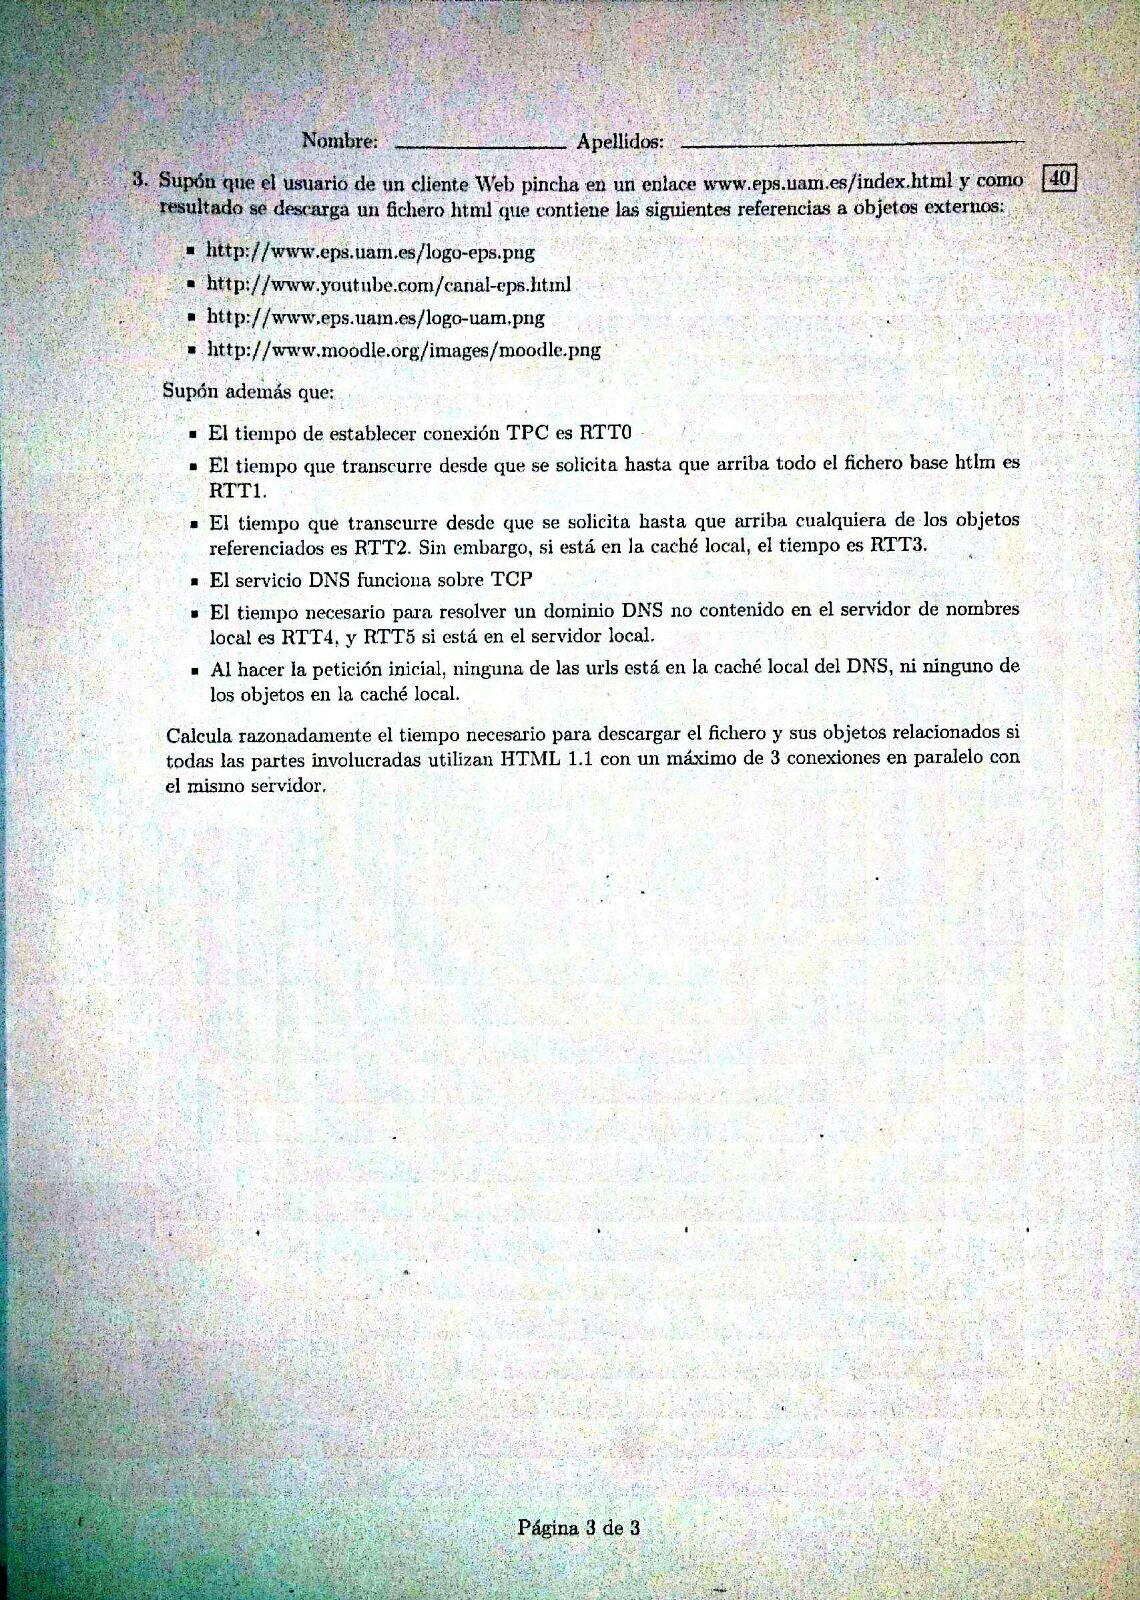 Nombre: Apellidos:
3. Supón que el usuario de un cliente Web pincha en un enlace www.eps.uam.es/index.html y como 40
resultado se descarga un fichero html que contiene las siguientes referencias a objetos externos:
▪ http://www.eps.uam.es/logo-eps.png
▪ http://www.youtube.com/canal-eps.html
▪ http://www.eps.uam.es/logo-uam.png
▪ http://www.moodle.org/images/moodle.png
Supón además que:
▪ El tiempo de establecer conexión TPC es RTT0
▪ El tiempo que transcurre desde que se solicita hasta que arriba todo el fichero base htlm es
RTT1.
▪ El tiempo que transcurre desde que se solicita hasta que arriba cualquiera de los objetos
referenciados es RTT2. Sin embargo, si está en la caché local, el tiempo es RTT3.
▪ El servicio DNS funciona sobre TCP
▪ El tiempo necesario para resolver un dominio DNS no contenido en el servidor de nombres
local es RTT4, y RTT5 si está en el servidor local.
▪ Al hacer la petición inicial, ninguna de las urls está en la caché local del DNS, ni ninguno de
los objetos en la caché local.
Calcula razonadamente el tiempo necesario para descargar el fichero y sus objetos relacionados si
todas las partes involucradas utilizan HTML 1.1 con un máximo de 3 conexiones en paralelo con
el mismo servidor.
Página 3 de 3